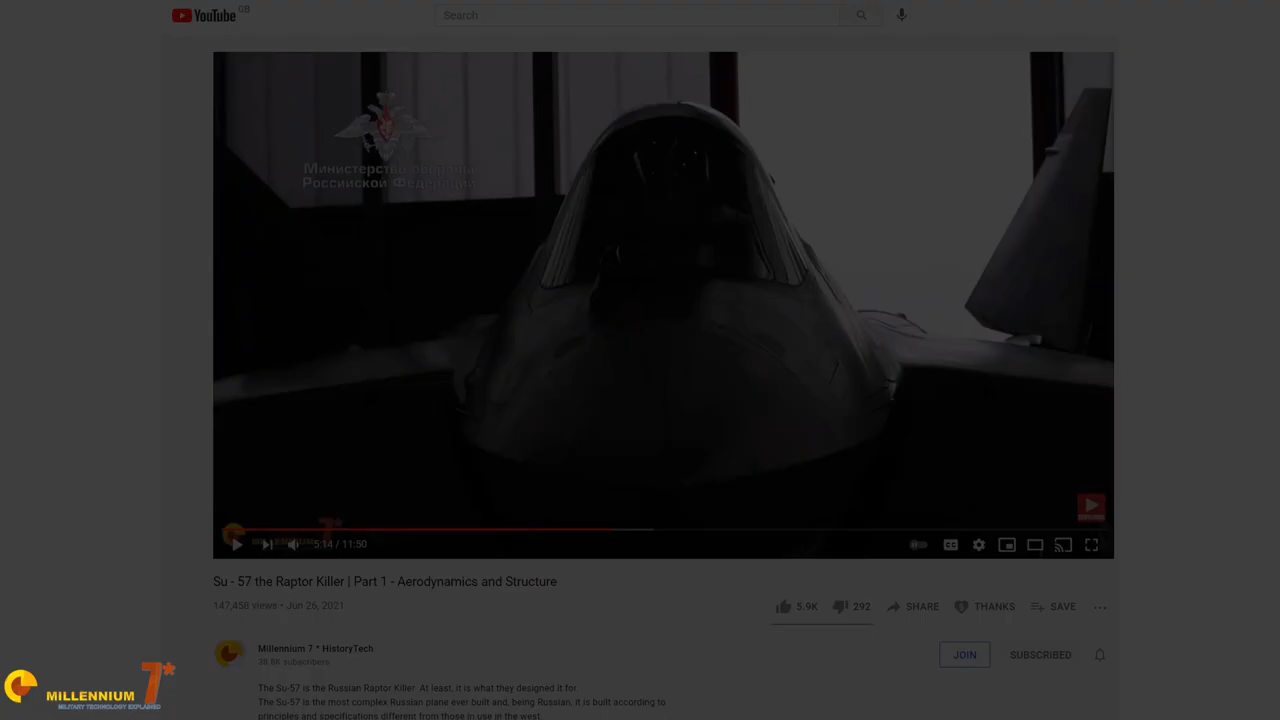 YouTube GB
Search
Министерство обороны
Российской Федерации
5:14 / 11:50
CC
Su - 57 the Raptor Killer | Part 1 - Aerodynamics and Structure
147,458 views • Jun 26, 2021
5.9K 292 SHARE THANKS SAVE
Millennium 7 * HistoryTech
38.8K subscribers
JOIN SUBSCRIBED
The Su-57 is the Russian Raptor Killer. At least, it is what they designed it for.
The Su-57 is the most complex Russian plane ever built and, being Russian, it is built according to
principles and specifications different from those in use in the west.
MILLENNIUM 7*
MILITARY TECHNOLOGY EXPLAINED